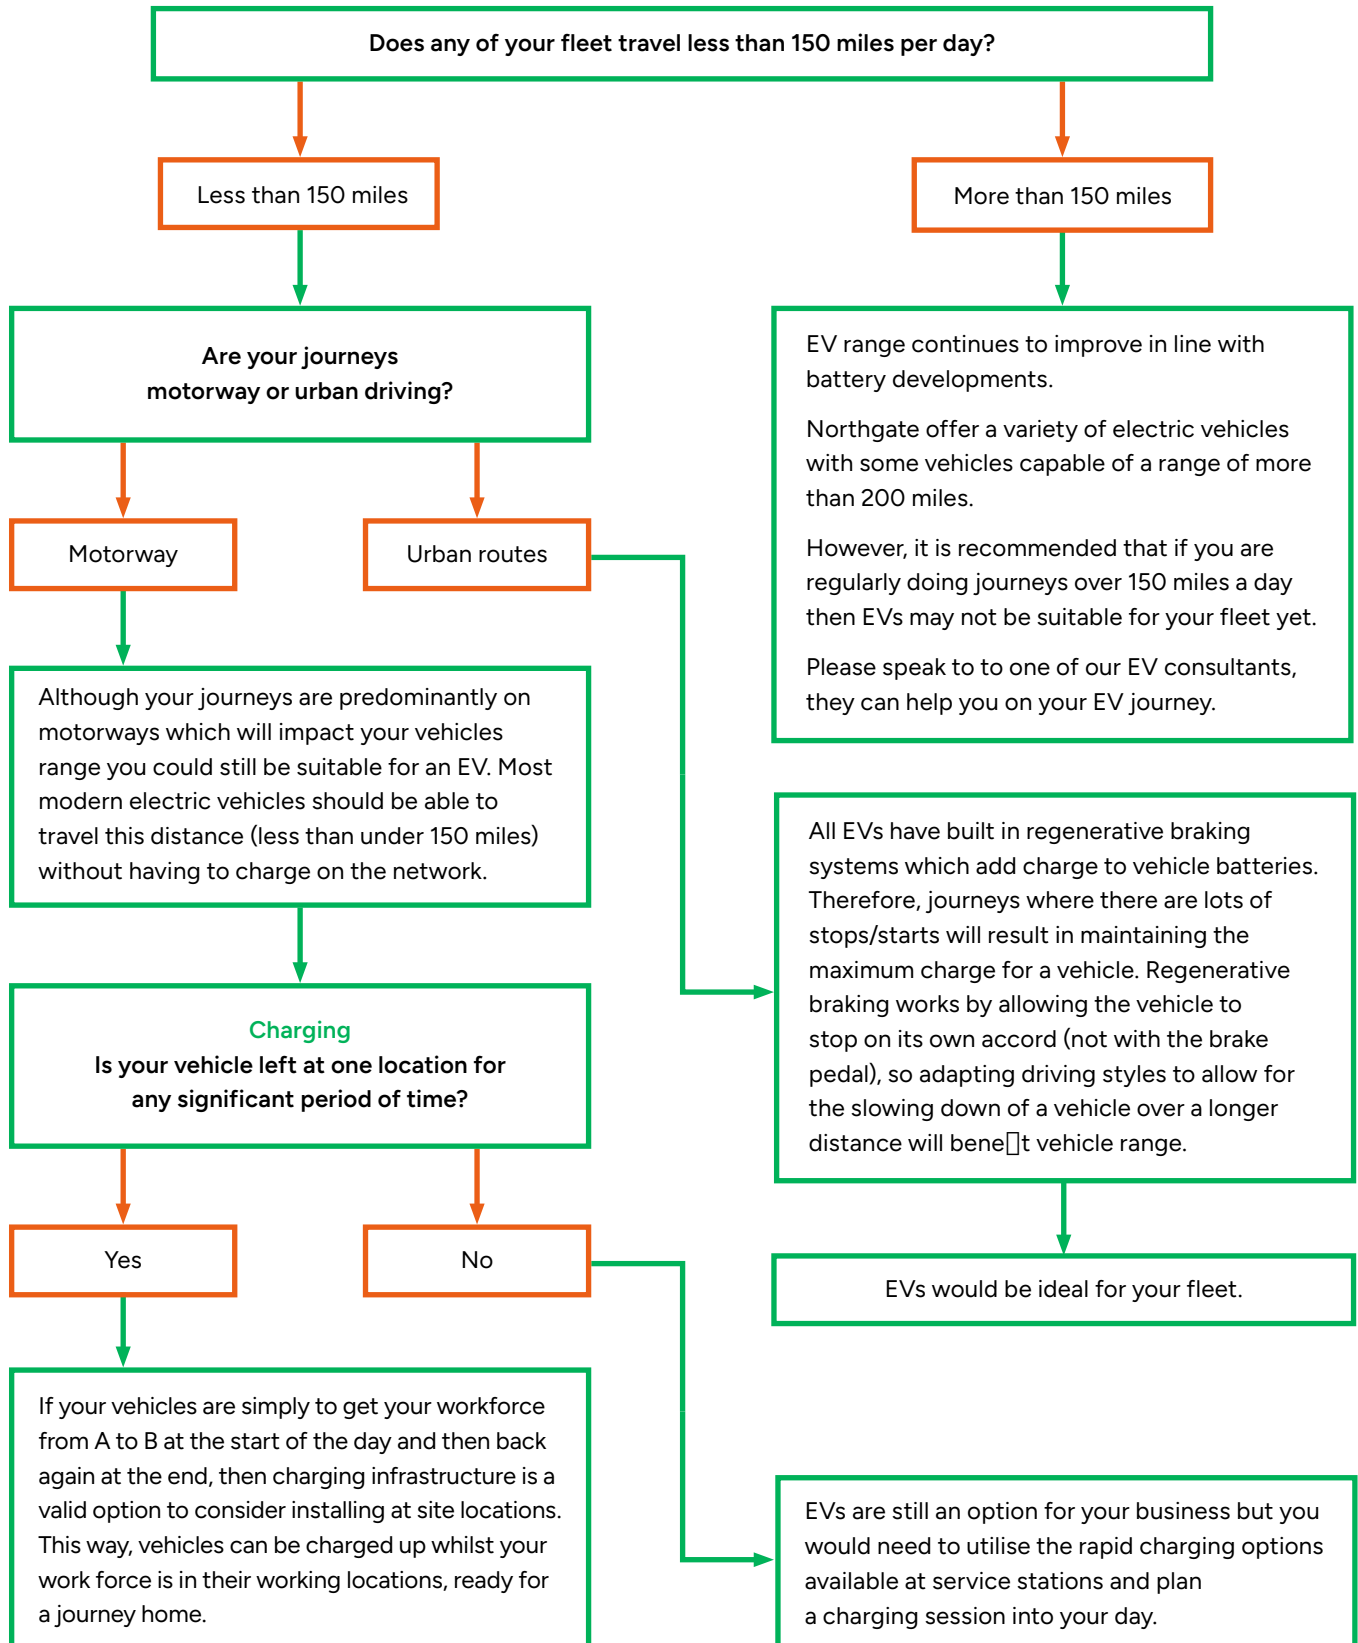 Does any of your fleet travel less than 150 miles per day?
Less than 150 miles
More than 150 miles
Are your journeys
motorway or urban driving?
Motorway
Urban routes
EV range continues to improve in line with
battery developments.
Northgate offer a variety of electric vehicles
with some vehicles capable of a range of more
than 200 miles.
However, it is recommended that if you are
regularly doing journeys over 150 miles a day
then EVs may not be suitable for your fleet yet.
Please speak to to one of our EV consultants,
they can help you on your EV journey.
Although your journeys are predominantly on
motorways which will impact your vehicles
range you could still be suitable for an EV. Most
modern electric vehicles should be able to
travel this distance (less than under 150 miles)
without having to charge on the network.
All EVs have built in regenerative braking
systems which add charge to vehicle batteries.
Therefore, journeys where there are lots of
stops/starts will result in maintaining the
maximum charge for a vehicle. Regenerative
braking works by allowing the vehicle to
stop on its own accord (not with the brake
pedal), so adapting driving styles to allow for
the slowing down of a vehicle over a longer
distance will bene▯t vehicle range.
EVs would be ideal for your fleet.
Charging
Is your vehicle left at one location for
any significant period of time?
Yes
No
If your vehicles are simply to get your workforce
from A to B at the start of the day and then back
again at the end, then charging infrastructure is a
valid option to consider installing at site locations.
This way, vehicles can be charged up whilst your
work force is in their working locations, ready for
a journey home.
EVs are still an option for your business but you
would need to utilise the rapid charging options
available at service stations and plan
a charging session into your day.